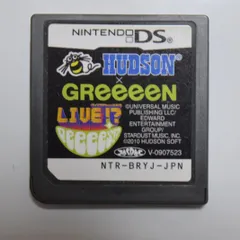 NINTENDO DS
HUDSON
×
GReeeeN
LIVE!?
©UNIVERSAL MUSIC
PUBLISHING LLC/
EDWARD
ENTERTAINMENT
GROUP/
STARDUST MUSIC, INC.
©2010 HUDSON SOFT
V-0907523
NTR-BRYJ-JPN